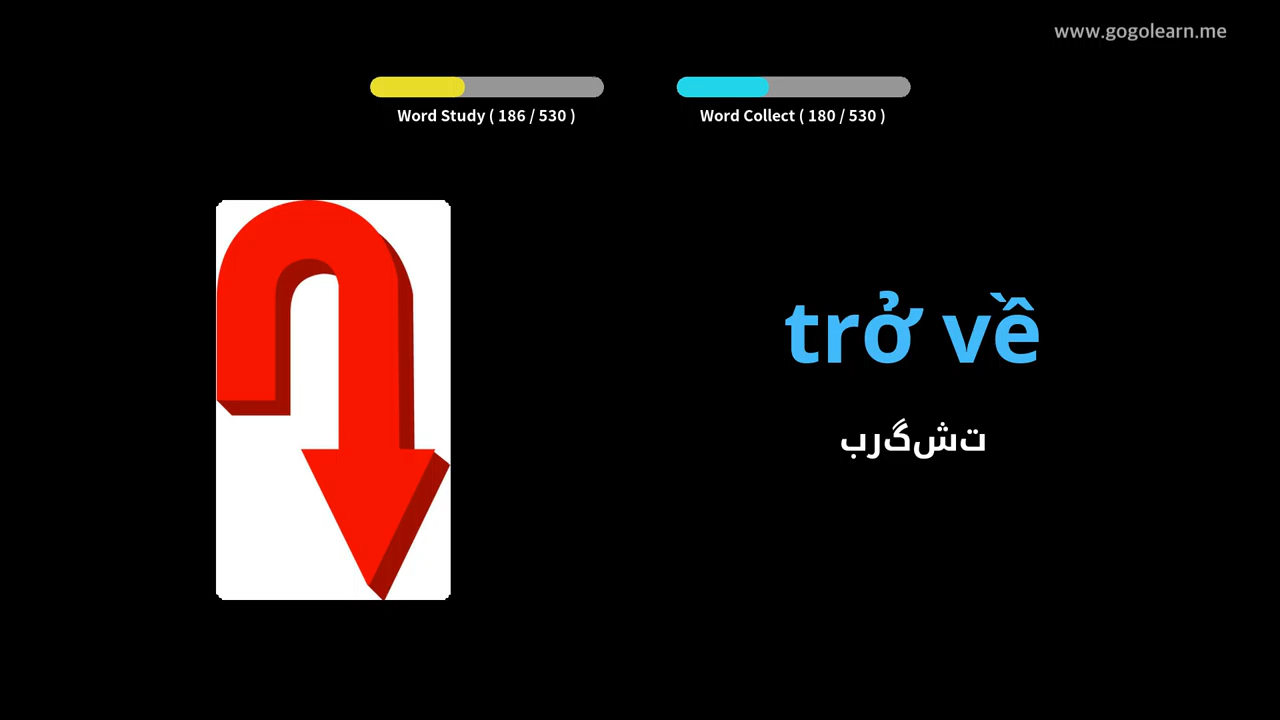 www.gogolearn.me
Word Study ( 186 / 530 )
Word Collect ( 180 / 530 )
trở về
تشگرب